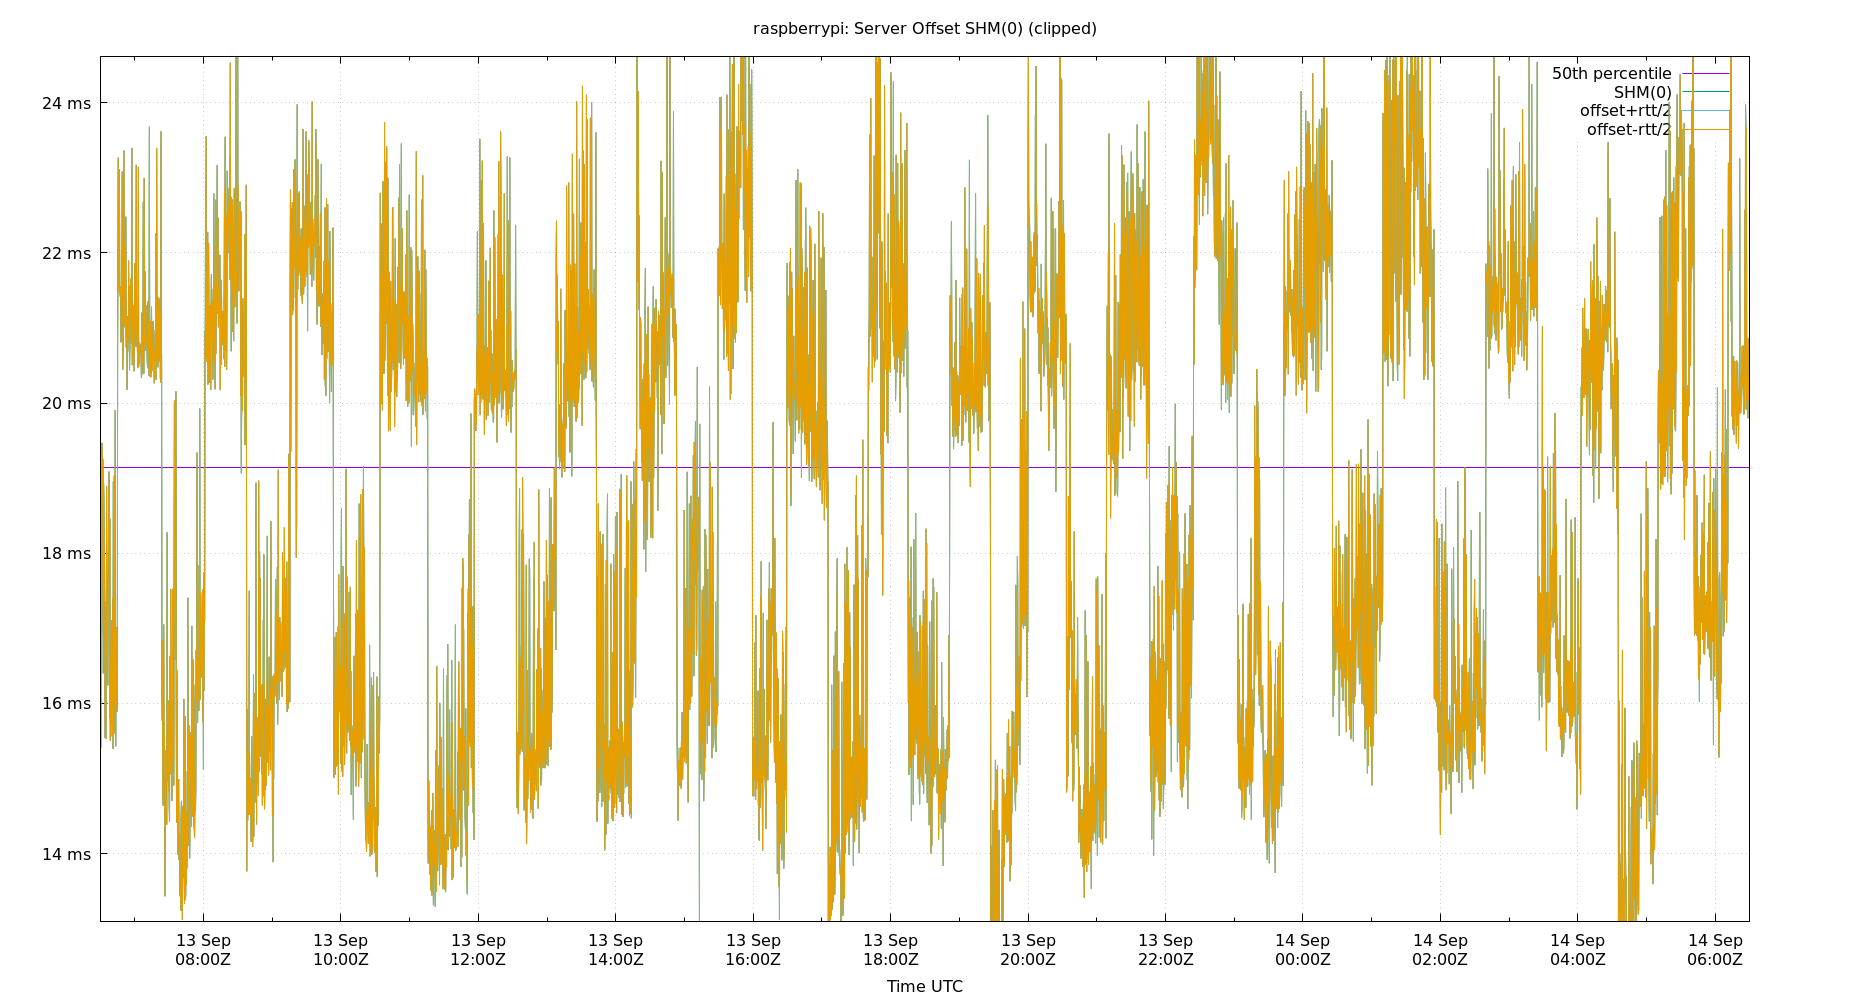 raspberrypi: Server Offset SHM(0) (clipped)
50th percentile
SHM(0)
offset+rtt/2
offset-rtt/2
24 ms
22 ms
20 ms
18 ms
16 ms
14 ms
13 Sep 13 Sep 13 Sep 13 Sep 13 Sep 13 Sep 13 Sep 13 Sep 14 Sep 14 Sep 14 Sep 14 Sep
08:00Z 10:00Z 12:00Z 14:00Z 16:00Z 18:00Z 20:00Z 22:00Z 00:00Z 02:00Z 04:00Z 06:00Z
Time UTC